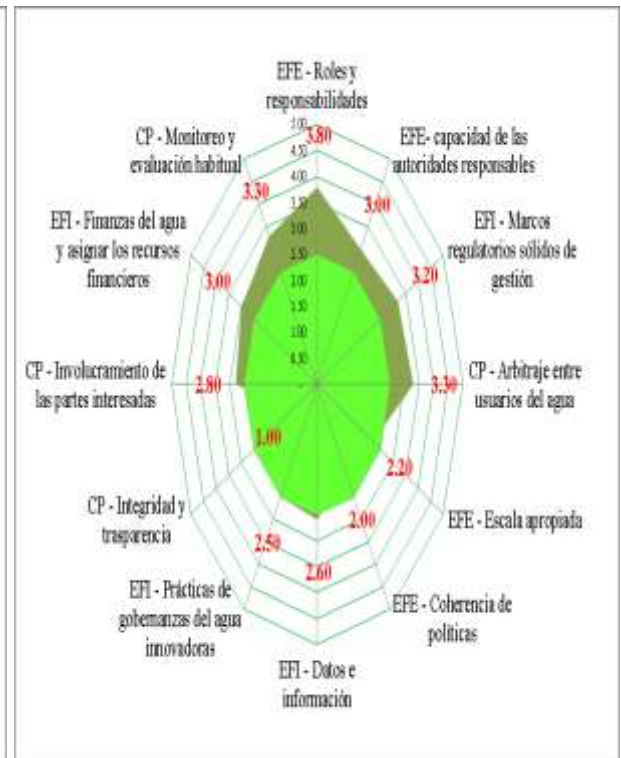 EFE - Roles y
responsabilidades
3.80
EFE- capacidad de las
autoridades responsables
3.00
EFI - Marcos
regulatorios sólidos de
gestión
3.20
CP - Arbitraje entre
usuarios del agua
3.30
EFE - Escala apropiada
2.20
EFE - Coherencia de
políticas
2.00
EFI - Datos e
información
2.60
EFI - Prácticas de
gobernanzas del agua
innovadoras
2.50
CP - Integridad y
trasparencia
1.00
CP - Involucramiento de
las partes interesadas
2.80
EFI - Finanzas del agua
y asignar los recursos
financieros
3.00
CP - Monitoreo y
evaluación habitual
3.30
5.00
4.50
4.00
3.50
3.00
2.50
2.00
1.50
1.00
0.50
-